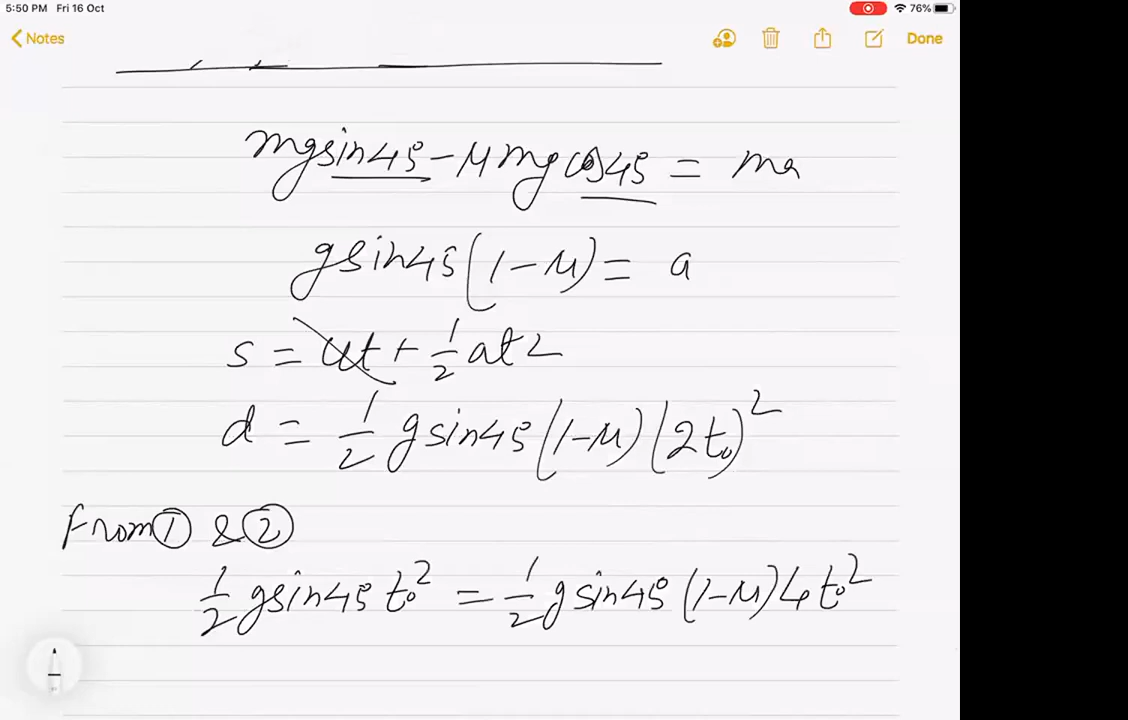 5:50 PM Fri 16 Oct 76%
Notes Done
mgsin45° - μmgcos45° = ma
gsin45°(1-μ) = a
s = ut + 1/2 at2
d = 1/2 gsin45°(1-μ)(2t₀)²
From ① & ②
1/2 gsin45° t₀² = 1/2 gsin45° (1-μ)4t₀²